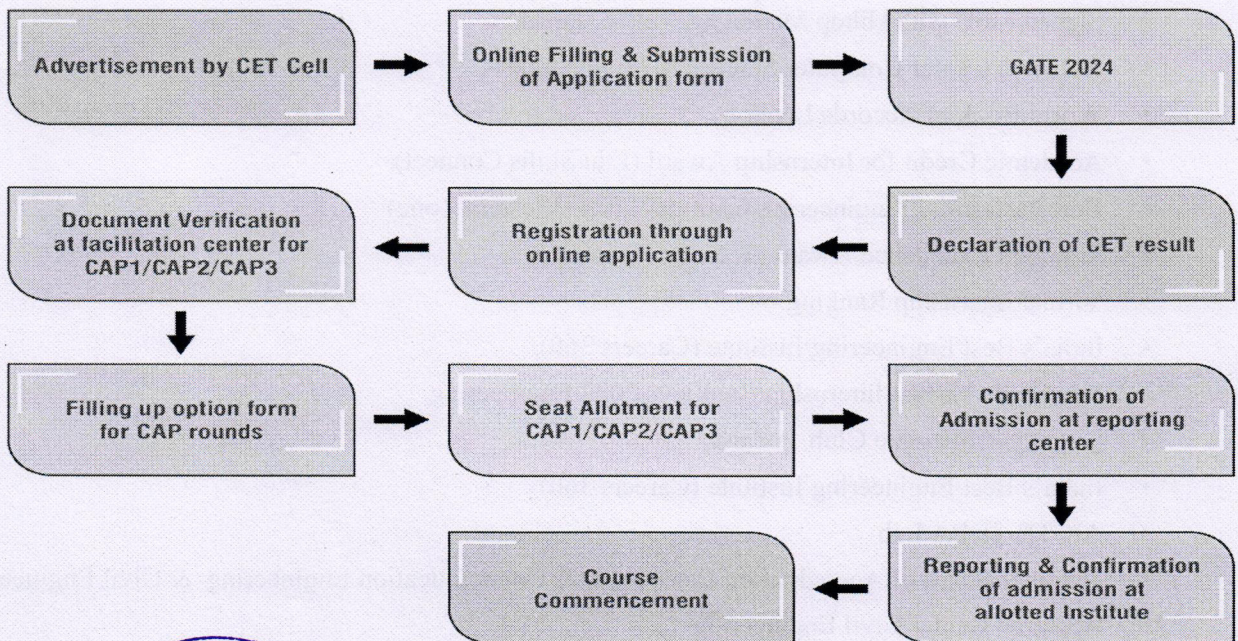 Advertisement by CET Cell
Online Filling & Submission
of Application form
GATE 2024
Declaration of CET result
Registration through
online application
Document Verification
at facilitation center for
CAP1/CAP2/CAP3
Filling up option form
for CAP rounds
Seat Allotment for
CAP1/CAP2/CAP3
Confirmation of
Admission at reporting
center
Reporting & Confirmation
of admission at
allotted Institute
Course
Commencement